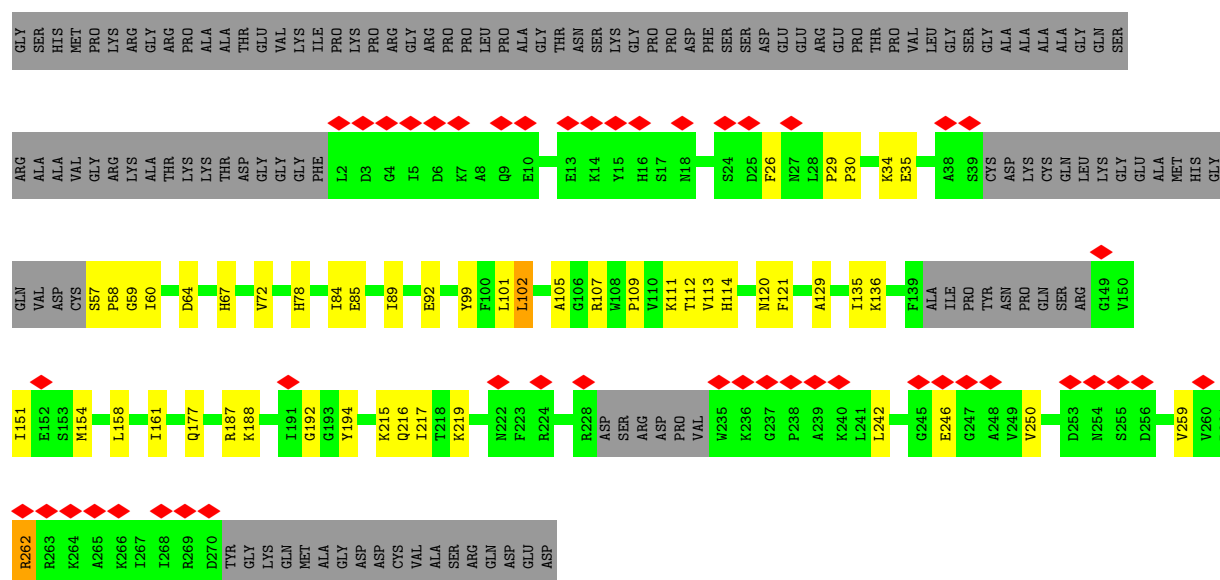 GLY SER HIS MET PRO LYS ARG GLY ARG PRO ALA ALA THR GLU VAL LYS ILE PRO LYS PRO ARG GLY ARG PRO PRO LEU PRO ALA GLY THR ASN SER LYS GLY PRO PRO ASP PHE SER SER ASP GLU GLU ARG GLU PRO THR PRO VAL LEU GLY SER GLY ALA ALA ALA ALA GLY GLN SER
ARG ALA ALA VAL GLY ARG LYS ALA THR LYS LYS THR ASP GLY GLY GLY PHE L2 D3 G4 I5 D6 K7 A8 Q9 E10 E13 K14 Y15 H16 S17 N18 S24 D25 F26 N27 L28 P29 P30 K34 E35 A38 S39 CYS ASP LYS CYS GLN LEU LYS GLY GLU ALA MET HIS GLY
GLN VAL ASP CYS S57 P58 G59 I60 D64 H67 V72 H78 I84 E85 I89 E92 Y99 F100 L101 L102 A105 G106 R107 W108 P109 V110 K111 T112 V113 H114 N120 F121 A129 I135 K136 F139 ALA ILE PRO TYR ASN PRO GLN SER ARG G149 V150
I151 E152 S153 M154 L158 I161 Q177 R187 K188 I191 G192 G193 Y194 K215 Q216 I217 T218 K219 N222 F223 R224 R228 ASP SER ARG ASP PRO VAL W235 K236 G237 P238 A239 K240 L241 L242 G245 E246 G247 A248 V249 V250 D253 N254 S255 D256 V259 V260
R262 R263 K264 A265 K266 I267 I268 R269 D270 TYR GLY LYS GLN MET ALA GLY ASP ASP CYS VAL ALA SER ARG GLN ASP GLU ASP